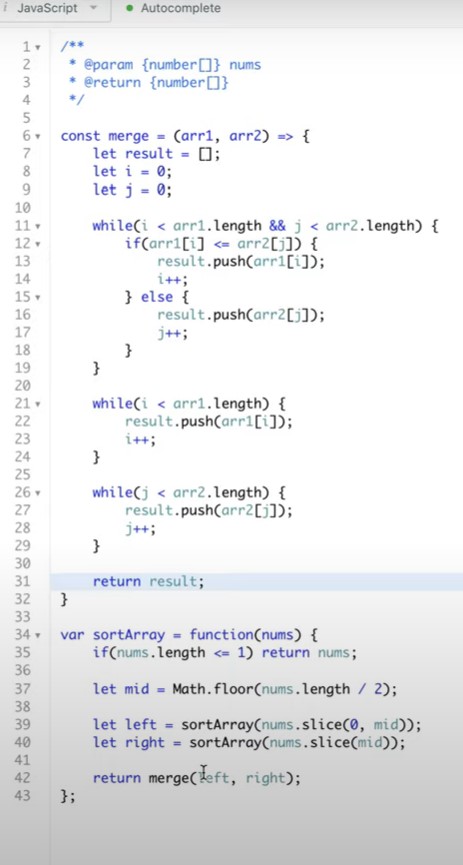 i JavaScript Autocomplete
1 /**
2  * @param {number[]} nums
3  * @return {number[]}
4  */
5
6 const merge = (arr1, arr2) => {
7     let result = [];
8     let i = 0;
9     let j = 0;
10
11     while(i < arr1.length && j < arr2.length) {
12         if(arr1[i] <= arr2[j]) {
13             result.push(arr1[i]);
14             i++;
15         } else {
16             result.push(arr2[j]);
17             j++;
18         }
19     }
20
21     while(i < arr1.length) {
22         result.push(arr1[i]);
23         i++;
24     }
25
26     while(j < arr2.length) {
27         result.push(arr2[j]);
28         j++;
29     }
30
31     return result;
32 }
33
34 var sortArray = function(nums) {
35     if(nums.length <= 1) return nums;
36
37     let mid = Math.floor(nums.length / 2);
38
39     let left = sortArray(nums.slice(0, mid));
40     let right = sortArray(nums.slice(mid));
41
42     return merge(left, right);
43 };